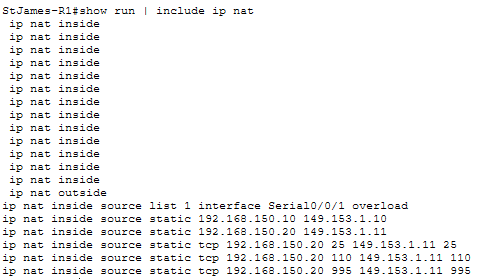 StJames-R1#show run | include ip nat
ip nat inside
ip nat inside
ip nat inside
ip nat inside
ip nat inside
ip nat inside
ip nat inside
ip nat inside
ip nat inside
ip nat inside
ip nat inside
ip nat inside
ip nat inside
ip nat outside
ip nat inside source list 1 interface Serial0/0/1 overload
ip nat inside source static 192.168.150.10 149.153.1.10
ip nat inside source static 192.168.150.20 149.153.1.11
ip nat inside source static tcp 192.168.150.20 25 149.153.1.11 25
ip nat inside source static tcp 192.168.150.20 110 149.153.1.11 110
ip nat inside source static tcp 192.168.150.20 995 149.153.1.11 995